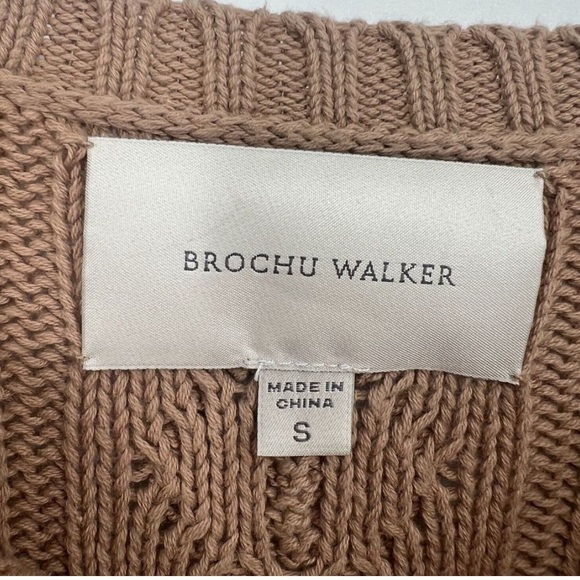 BROCHU WALKER
MADE IN
CHINA
S